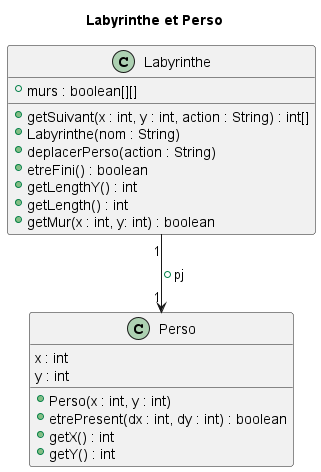 Labyrinthe et Perso
C Labyrinthe
murs : boolean[][]
getSuivant(x : int, y : int, action : String) : int[]
Labyrinthe(nom : String)
deplacerPerso(action : String)
etreFini() : boolean
getLengthY() : int
getLength() : int
getMur(x : int, y: int) : boolean
1
pj
1
C Perso
x : int
y : int
Perso(x : int, y : int)
etrePresent(dx : int, dy : int) : boolean
getX() : int
getY() : int